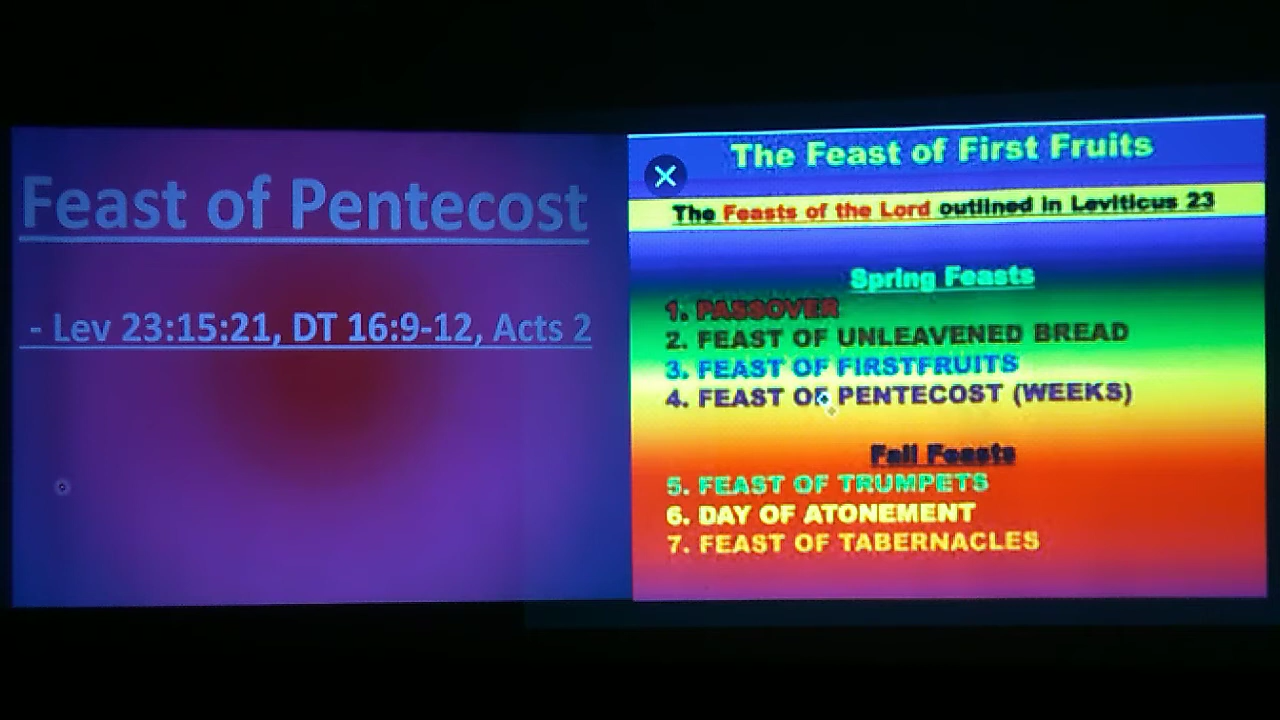 Feast of Pentecost
- Lev 23:15:21, DT 16:9-12, Acts 2
The Feast of First Fruits
The Feasts of the Lord outlined in Leviticus 23
Spring Feasts
1. PASSOVER
2. FEAST OF UNLEAVENED BREAD
3. FEAST OF FIRSTFRUITS
4. FEAST OF PENTECOST (WEEKS)
Fall Feasts
5. FEAST OF TRUMPETS
6. DAY OF ATONEMENT
7. FEAST OF TABERNACLES